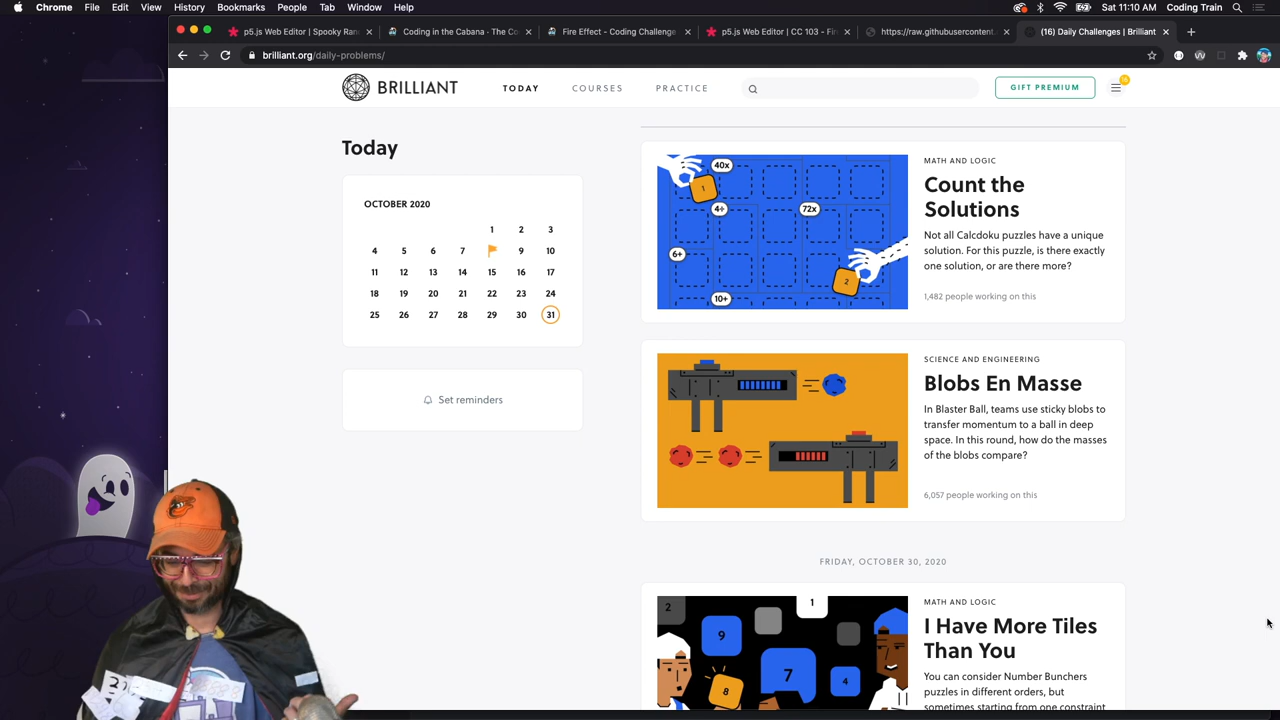 Chrome File Edit View History Bookmarks People Tab Window Help
Sat 11:10 AM Coding Train
p5.js Web Editor | Spooky Ran
Coding in the Cabana · The Co
Fire Effect - Coding Challenge
p5.js Web Editor | CC 103 - Fir
https://raw.githubusercontent.
(16) Daily Challenges | Brilliant
brilliant.org/daily-problems/
BRILLIANT
TODAY COURSES PRACTICE
GIFT PREMIUM
16
Today
OCTOBER 2020
1 2 3
4 5 6 7 9 10
11 12 13 14 15 16 17
18 19 20 21 22 23 24
25 26 27 28 29 30 31
Set reminders
40x
1
4+
72x
6+
2
10+
MATH AND LOGIC
Count the
Solutions
Not all Calcdoku puzzles have a unique
solution. For this puzzle, is there exactly
one solution, or are there more?
1,482 people working on this
SCIENCE AND ENGINEERING
Blobs En Masse
In Blaster Ball, teams use sticky blobs to
transfer momentum to a ball in deep
space. In this round, how do the masses
of the blobs compare?
6,057 people working on this
FRIDAY, OCTOBER 30, 2020
2
1
9
7
4
8
MATH AND LOGIC
I Have More Tiles
Than You
You can consider Number Bunchers
puzzles in different orders, but
sometimes starting from one constraint